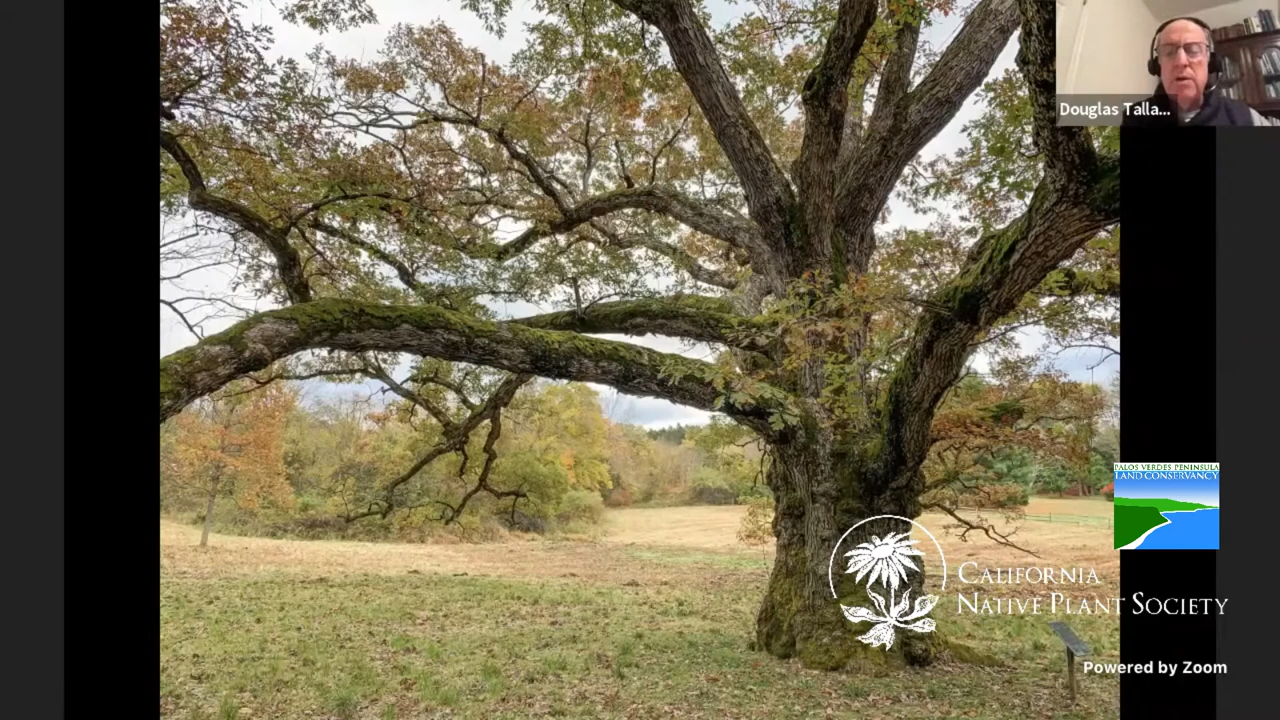 Douglas Talla...
PALOS VERDES PENINSULA
LAND CONSERVANCY
CALIFORNIA
NATIVE PLANT SOCIETY
Powered by Zoom